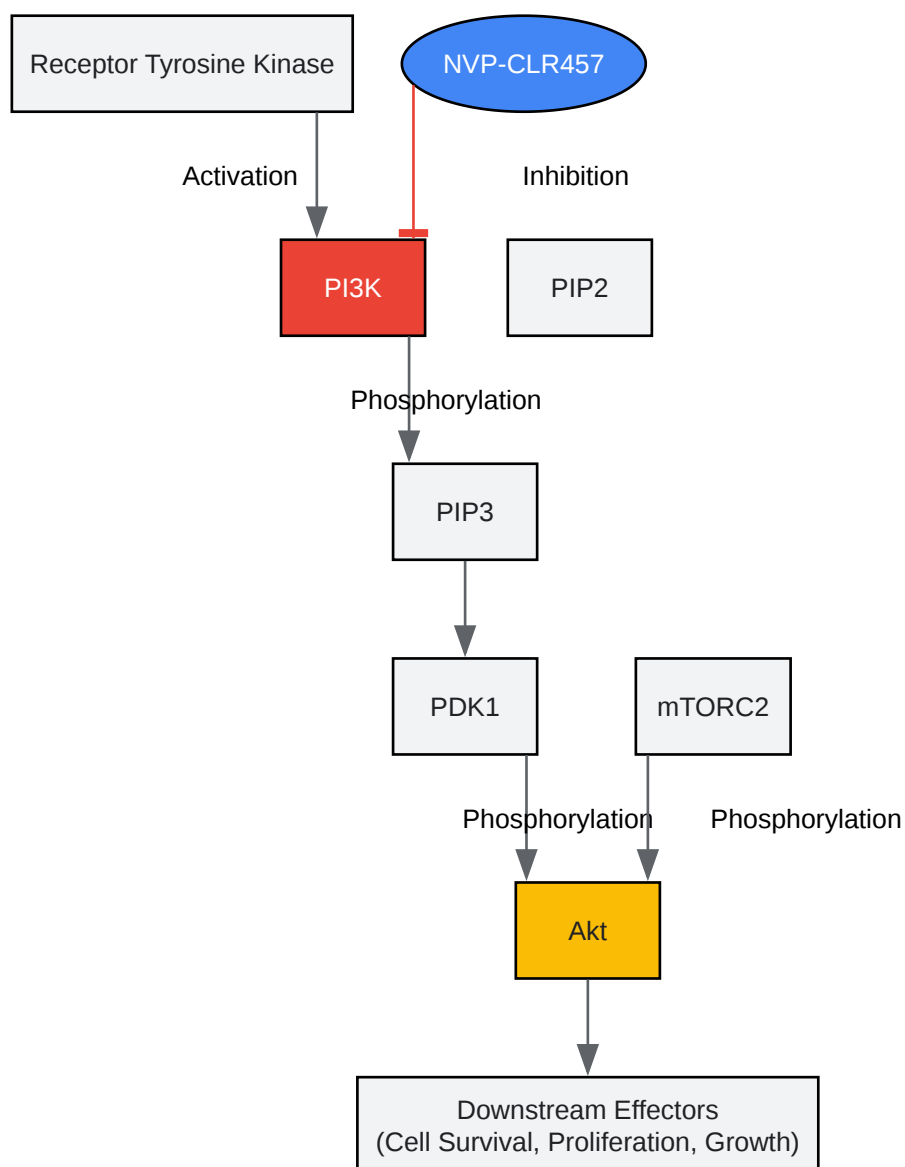 Receptor Tyrosine Kinase
NVP-CLR457
Activation
Inhibition
PI3K
PIP2
Phosphorylation
PIP3
PDK1
mTORC2
Phosphorylation
Phosphorylation
Akt
Downstream Effectors
(Cell Survival, Proliferation, Growth)